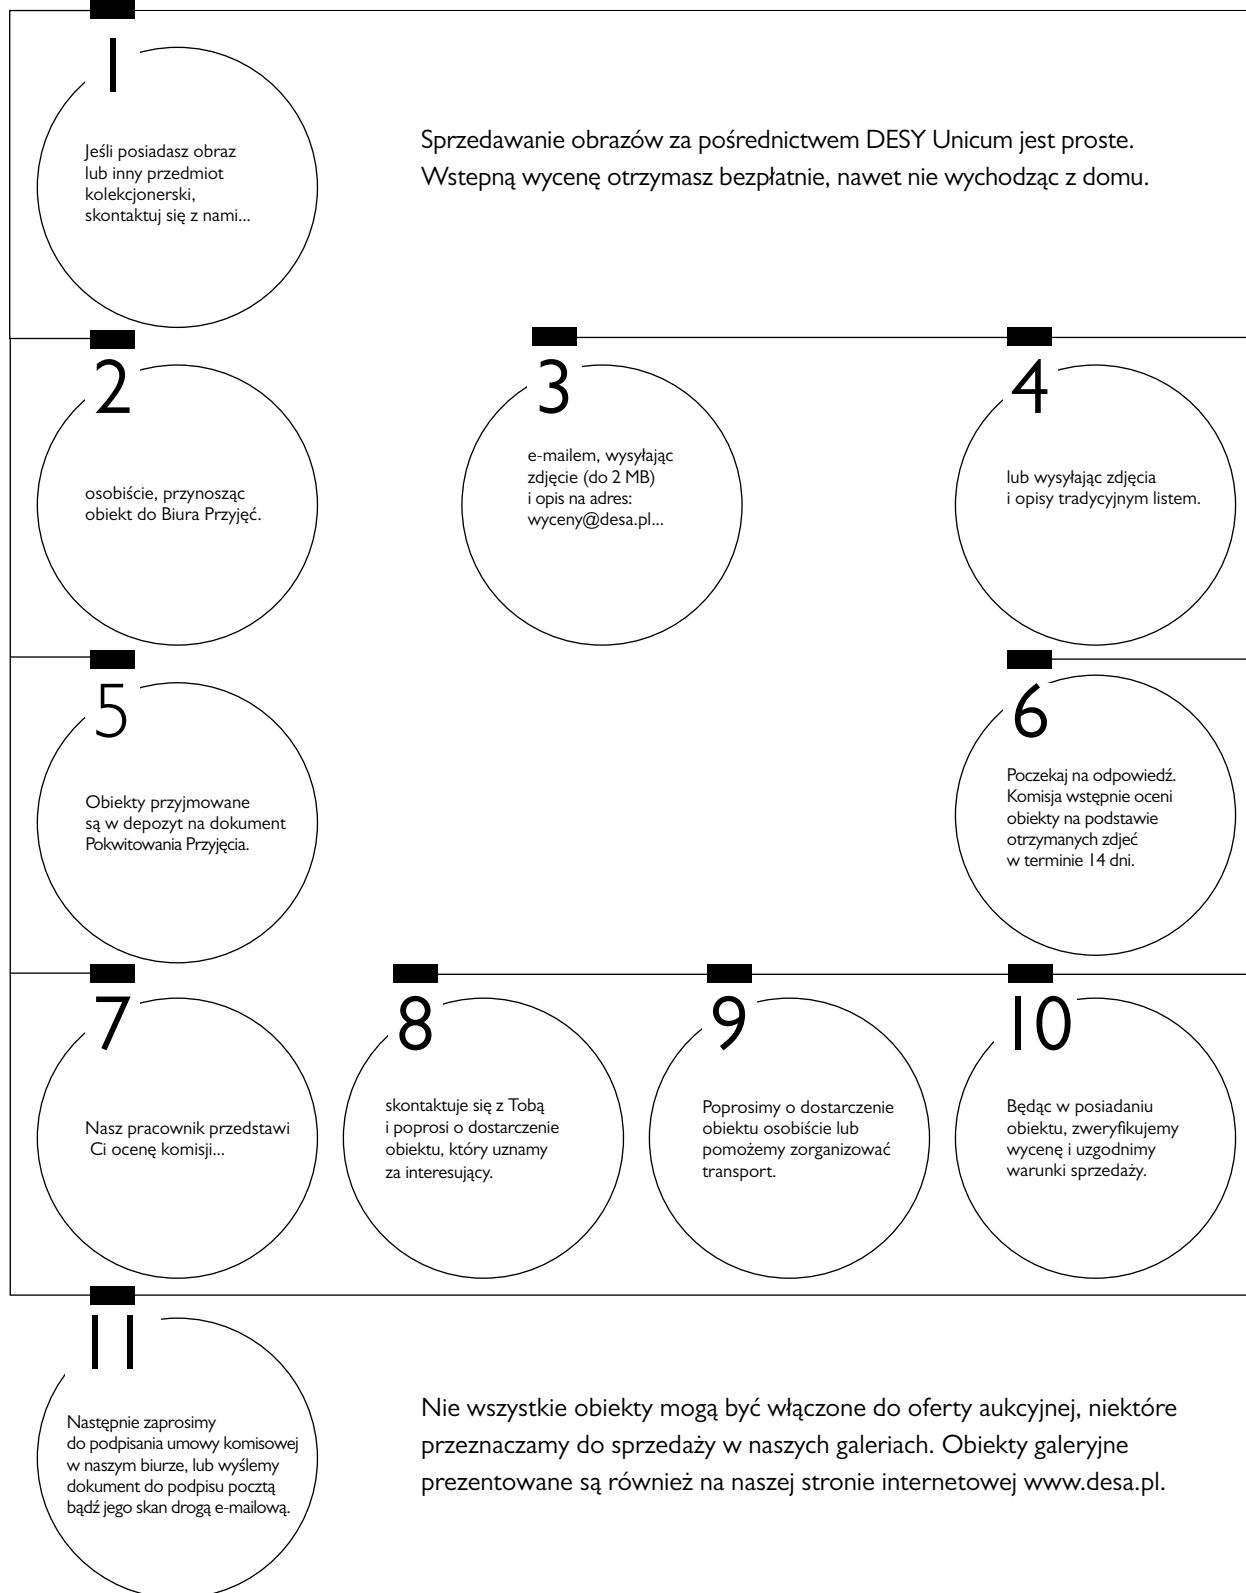 1
Jeśli posiadasz obraz
lub inny przedmiot
kolekcjonerski,
skontaktuj się z nami...
Sprzedawanie obrazów za pośrednictwem DESY Unicum jest proste.
Wstepną wycenę otrzymasz bezpłatnie, nawet nie wychodząc z domu.
2
osobiście, przynosząc
obiekt do Biura Przyjęć.
3
e-mailem, wysyłając
zdjęcie (do 2 MB)
i opis na adres:
wyceny@desa.pl...
4
lub wysyłając zdjęcia
i opisy tradycyjnym listem.
5
Obiekty przyjmowane
są w depozyt na dokument
Pokwitowania Przyjęcia.
6
Poczekaj na odpowiedź.
Komisja wstępnie oceni
obiekty na podstawie
otrzymanych zdjeć
w terminie 14 dni.
7
Nasz pracownik przedstawi
Ci ocenę komisji...
8
skontaktuje się z Tobą
i poprosi o dostarczenie
obiektu, który uznamy
za interesujący.
9
Poprosimy o dostarczenie
obiektu osobiście lub
pomożemy zorganizować
transport.
10
Będąc w posiadaniu
obiektu, zweryfikujemy
wycenę i uzgodnimy
warunki sprzedaży.
11
Następnie zaprosimy
do podpisania umowy komisowej
w naszym biurze, lub wyślemy
dokument do podpisu pocztą
bądź jego skan drogą e-mailową.
Nie wszystkie obiekty mogą być włączone do oferty aukcyjnej, niektóre
przeznaczamy do sprzedaży w naszych galeriach. Obiekty galeryjne
prezentowane są również na naszej stronie internetowej www.desa.pl.